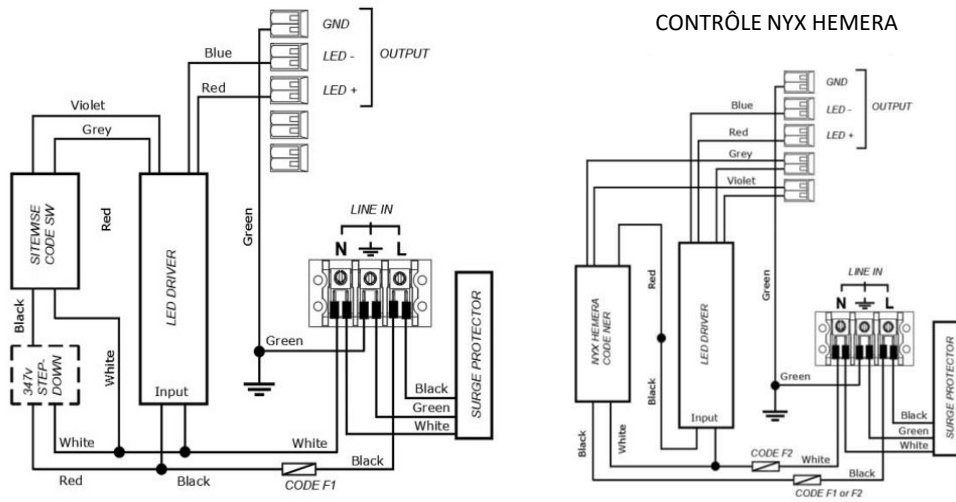 CONTRÔLE NYX HEMERA
GND
LED -
LED +
OUTPUT
Blue
Red
Violet
Grey
SITEWISE
CODE SW
Red
LED DRIVER
Input
Green
LINE IN
N
L
SURGE PROTECTOR
Black
347v
STEP-
DOWN
White
Green
Black
Green
White
White
White
Black
Red
Black
CODE F1
GND
LED -
LED +
OUTPUT
Blue
Red
Grey
Violet
NYX HEMERA
CODE NER
Red
Black
LED DRIVER
Input
Green
LINE IN
N
L
SURGE PROTECTOR
Green
Black
Green
White
Black
White
CODE F2
White
Black
CODE F1 or F2